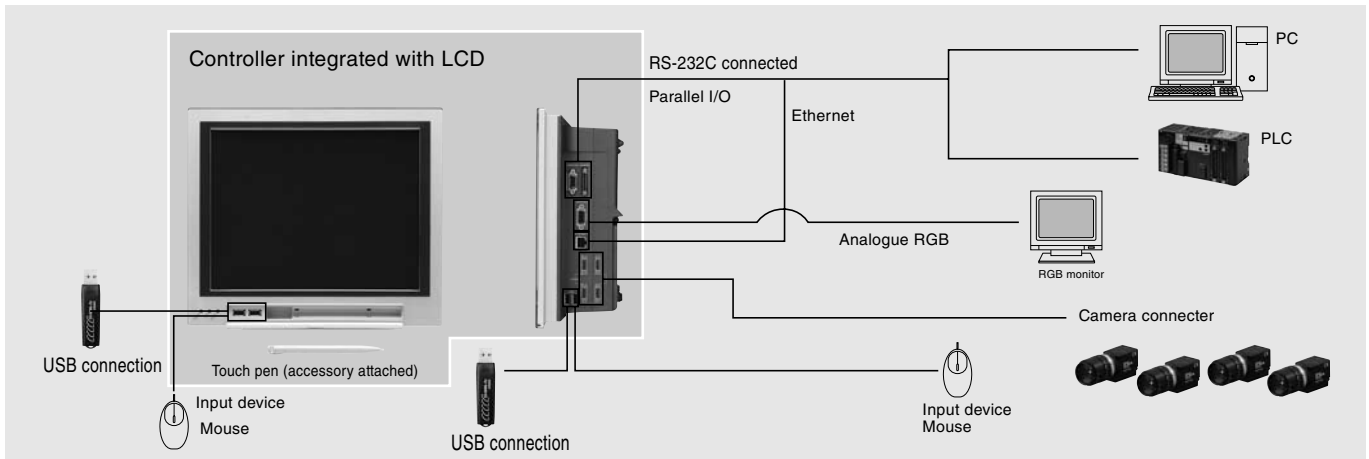 Controller integrated with LCD
RS-232C connected
Parallel I/O
Ethernet
PC
PLC
Analogue RGB
RGB monitor
Camera connecter
USB connection
Touch pen (accessory attached)
Input device
Mouse
USB connection
Input device
Mouse